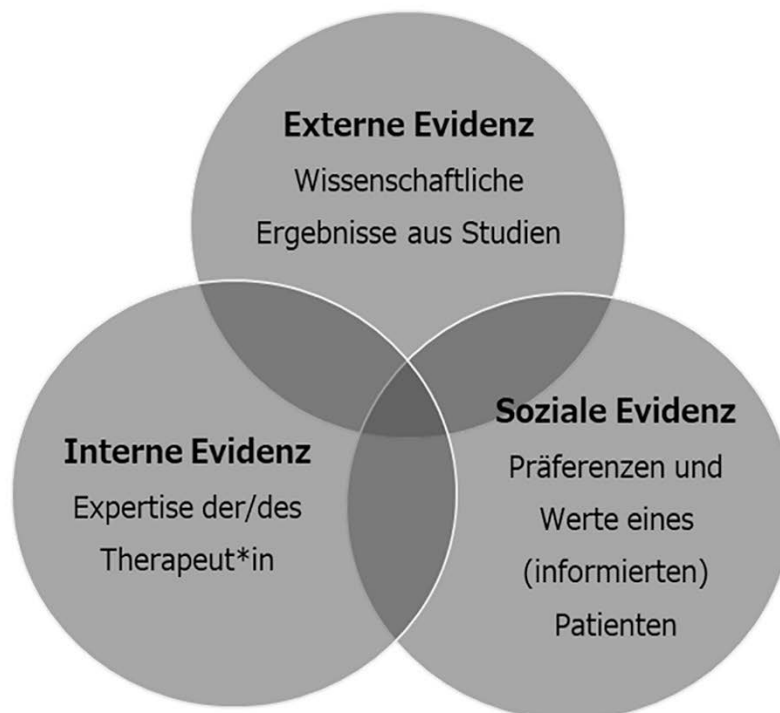 Externe Evidenz
Wissenschaftliche
Ergebnisse aus Studien
Interne Evidenz
Expertise der/des
Therapeut*in
Soziale Evidenz
Präferenzen und
Werte eines
(informierten)
Patienten